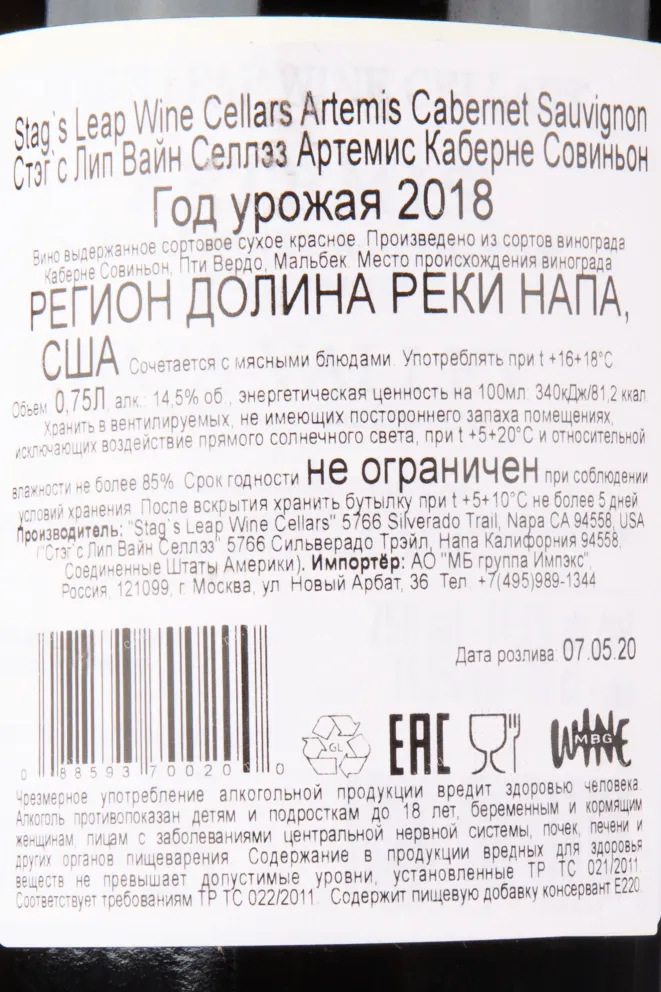 Stag`s Leap Wine Cellars Artemis Cabernet Sauvignon
Стэг`с Лип Вайн Селлэз Артемис Каберне Совиньон
Год урожая 2018
Вино выдержанное сортовое сухое красное. Произведено из сортов винограда
Каберне Совиньон, Пти Вердо, Мальбек. Место происхождения винограда
РЕГИОН ДОЛИНА РЕКИ НАПА,
США Сочетается с мясными блюдами. Употреблять при t +16+18°С
Объем 0,75Л, алк.: 14,5% об., энергетическая ценность на 100мл: 340кДж/81,2 ккал.
Хранить в вентилируемых, не имеющих постороннего запаха помещениях,
исключающих воздействие прямого солнечного света, при t +5+20°С и относительной
влажности не более 85%. Срок годности не ограничен при соблюдении
условий хранения. После вскрытия хранить бутылку при t +5+10°С не более 5 дней
Производитель: "Stag`s Leap Wine Cellars" 5766 Silverado Trail, Napa CA 94558, USA
("Стэг`с Лип Вайн Селлэз" 5766 Сильверадо Трэйл, Напа Калифорния 94558,
Соединенные Штаты Америки). Импортёр: АО "МБ группа Импэкс",
Россия, 121099, г. Москва, ул. Новый Арбат, 36 Тел. +7(495)989-1344
Дата розлива: 07.05.20
0 88593 70020 0
GL
EAC
WINE
MBG
Чрезмерное употребление алкогольной продукции вредит здоровью человека.
Алкоголь противопоказан детям и подросткам до 18 лет, беременным и кормящим
женщинам, лицам с заболеваниями центральной нервной системы, почек, печени и
других органов пищеварения. Содержание в продукции вредных для здоровья
веществ не превышает допустимые уровни, установленные ТР ТС 021/2011.
Соответствует требованиям ТР ТС 022/2011. Содержит пищевую добавку консервант Е220.